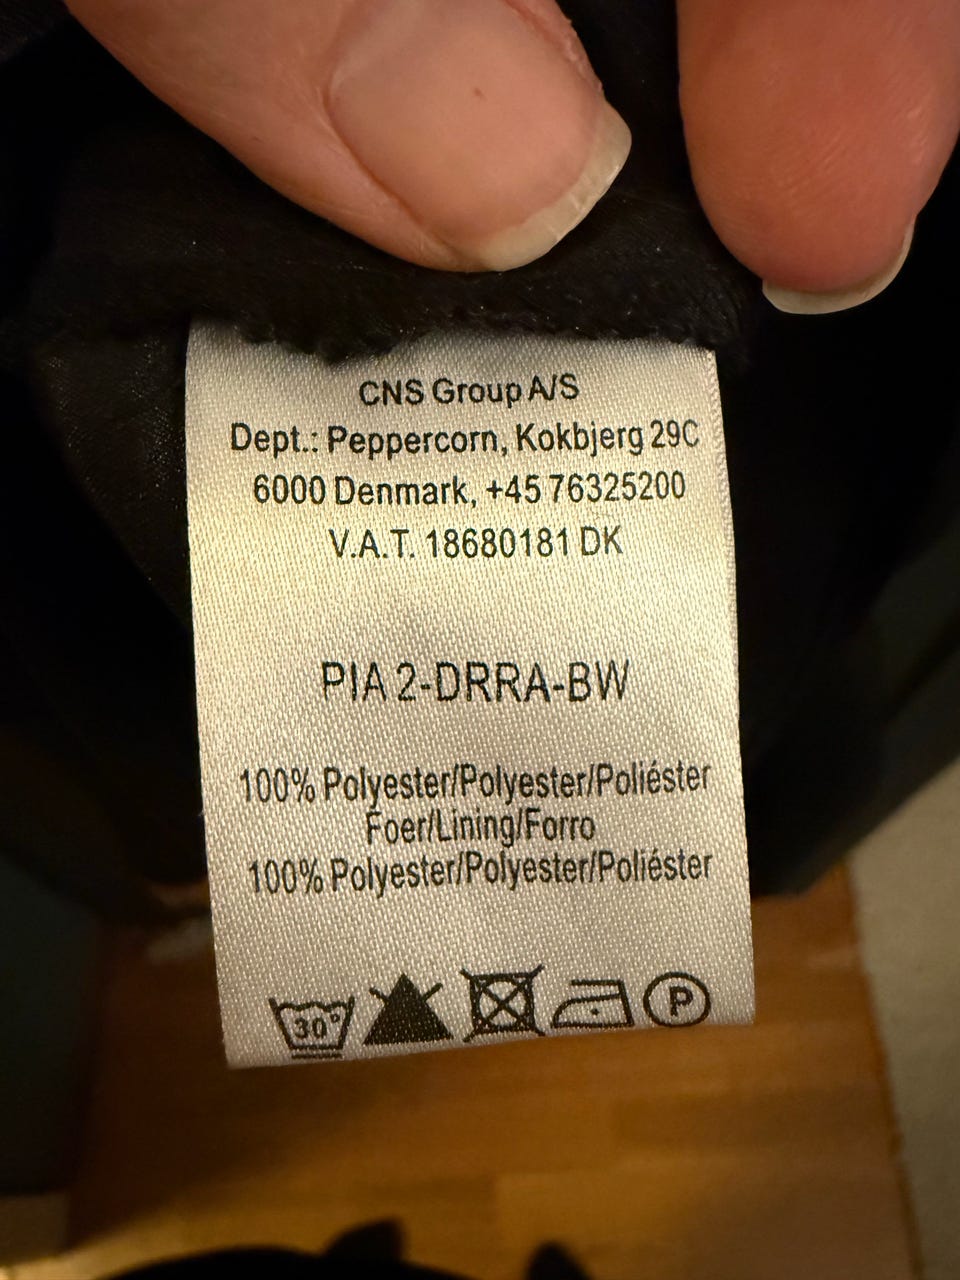 CNS Group A/S
Dept.: Peppercorn, Kokbjerg 29C
6000 Denmark, +45 76325200
V.A.T. 18680181 DK
PIA 2-DRRA-BW
100% Polyester/Polyester/Poliéster
Foer/Lining/Forro
100% Polyester/Polyester/Poliéster
30° P